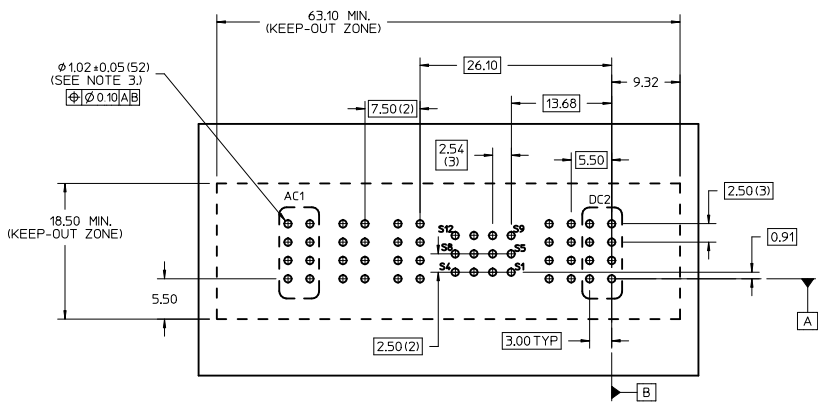 63.10 MIN.
(KEEP-OUT ZONE)
26.10
9.32
Ø1.02±0.05(52)
(SEE NOTE 3.)
⌖ Ø 0.10 A B
7.50(2)
13.68
2.54
(3)
5.50
AC1
DC2
2.50(3)
18.50 MIN.
(KEEP-OUT ZONE)
S12
S9
S8
S5
0.91
S4
S1
5.50
A
2.50(2)
3.00 TYP
B